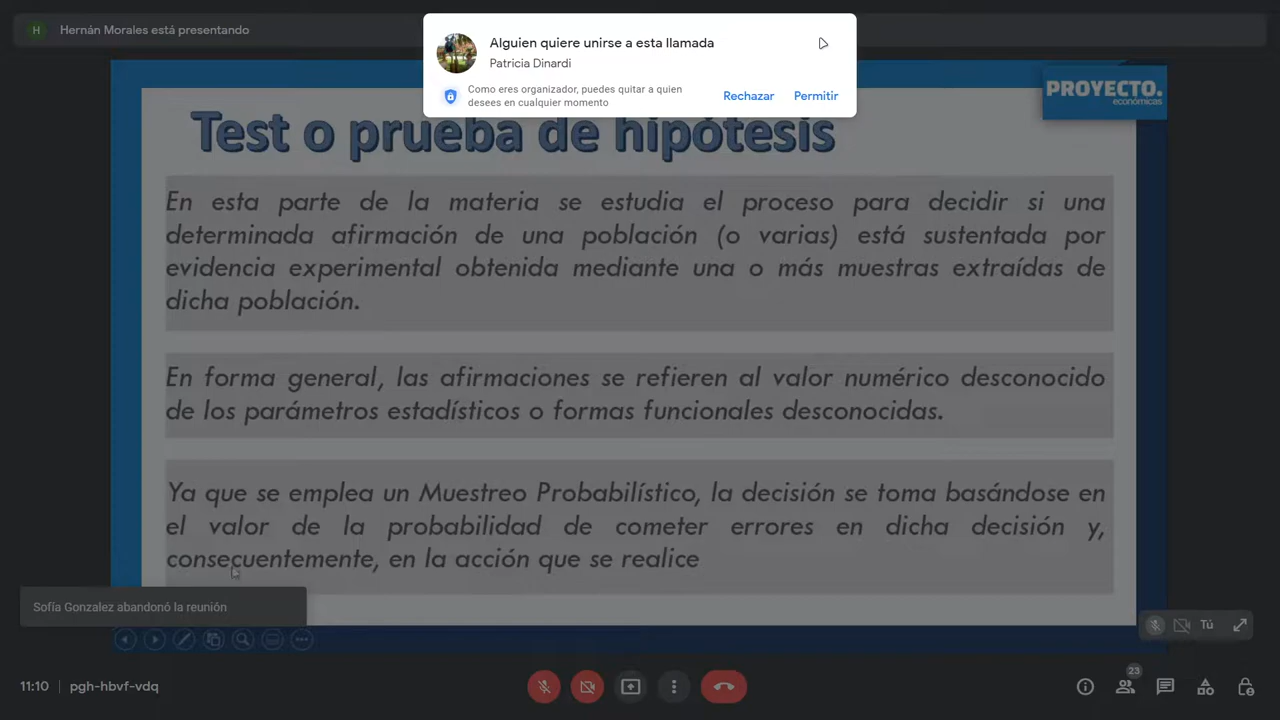 H
Hernán Morales está presentando
Alguien quiere unirse a esta llamada
Patricia Dinardi
Como eres organizador, puedes quitar a quien
desees en cualquier momento
Rechazar
Permitir
PROYECTO.
económicas
Test o prueba de hipótesis
En esta parte de la materia se estudia el proceso para decidir si una
determinada afirmación de una población (o varias) está sustentada por
evidencia experimental obtenida mediante una o más muestras extraídas de
dicha población.
En forma general, las afirmaciones se refieren al valor numérico desconocido
de los parámetros estadísticos o formas funcionales desconocidas.
Ya que se emplea un Muestreo Probabilístico, la decisión se toma basándose en
el valor de la probabilidad de cometer errores en dicha decisión y,
consecuentemente, en la acción que se realice
Sofía Gonzalez abandonó la reunión
Tú
11:10
pgh-hbvf-vdq
23